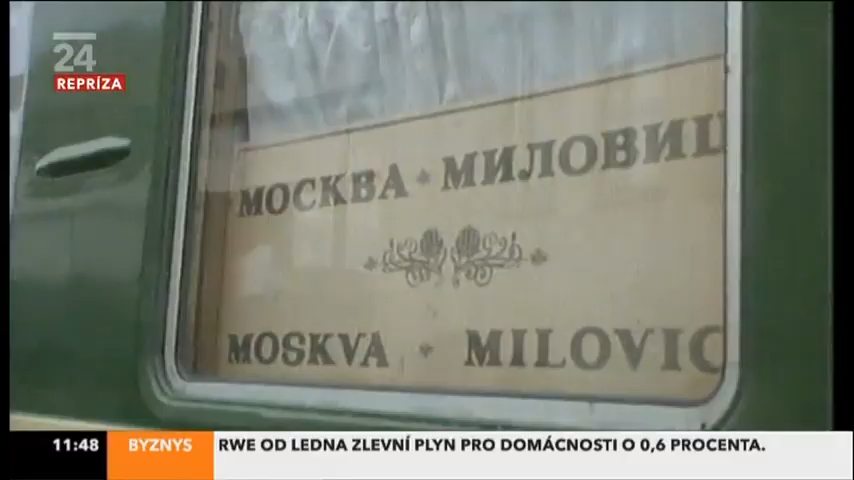 24
REPRÍZA
МОСКВА МИЛОВИЦ
MOSKVA MILOVIC
11:48 BYZNYS RWE OD LEDNA ZLEVNÍ PLYN PRO DOMÁCNOSTI O 0,6 PROCENTA.